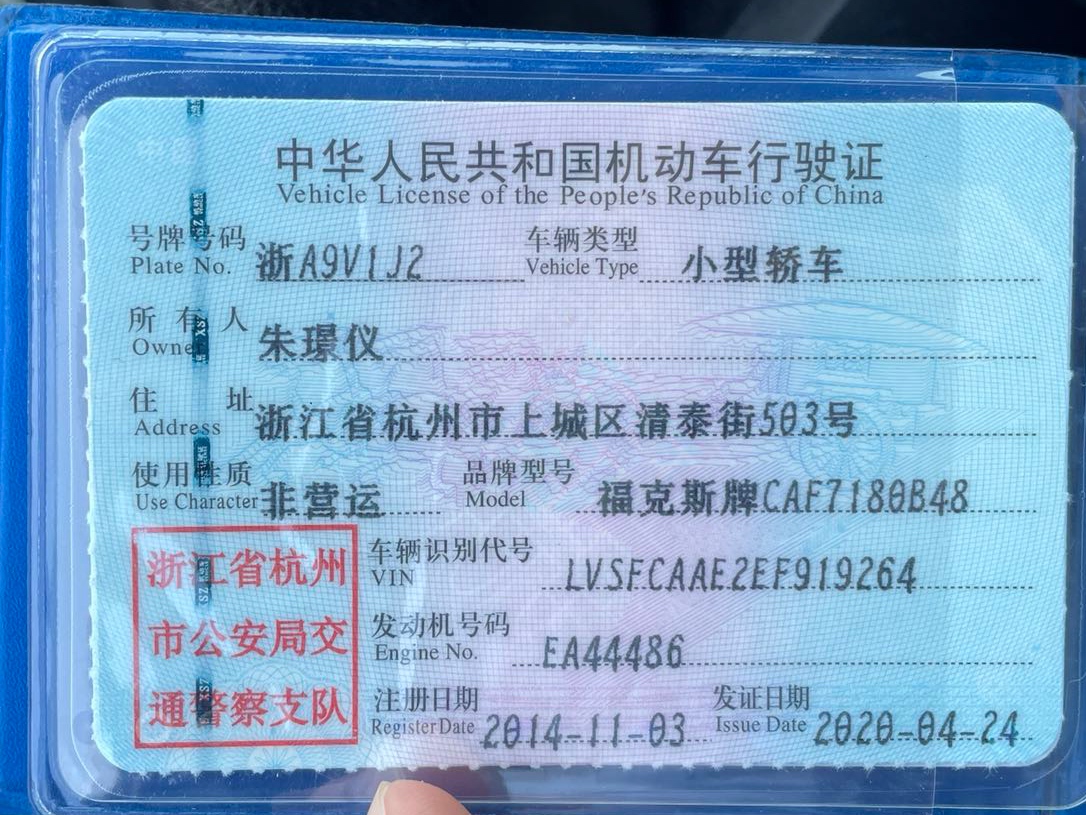 中华人民共和国机动车行驶证
Vehicle License of the People's Republic of China
号牌号码 浙A9V1J2 车辆类型 小型轿车
Plate No. Vehicle Type
所有人 朱璟仪
Owner
住址 浙江省杭州市上城区清泰街503号
Address
使用性质 非营运 品牌型号 福克斯牌CAF7180B48
Use Character Model
浙江省杭州
市公安局交
通警察支队
车辆识别代号 LVSFCAAE2EF919264
VIN
发动机号码 EA44486
Engine No.
注册日期 2014-11-03 发证日期 2020-04-24
Register Date Issue Date